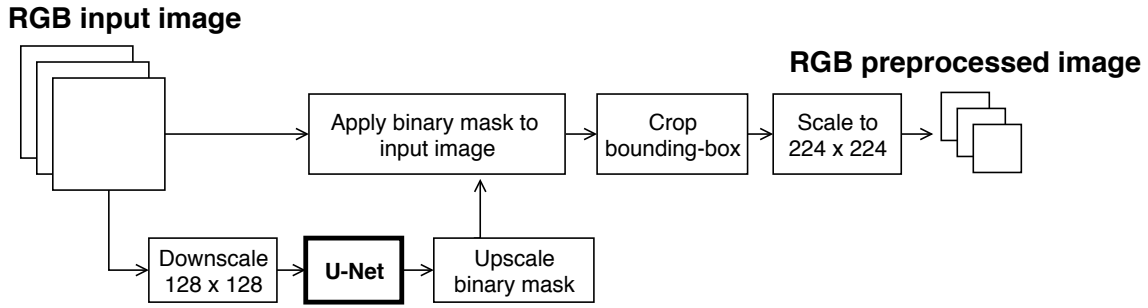 RGB input image
RGB preprocessed image
Apply binary mask to
input image
Crop
bounding-box
Scale to
224 x 224
Downscale
128 x 128
U-Net
Upscale
binary mask